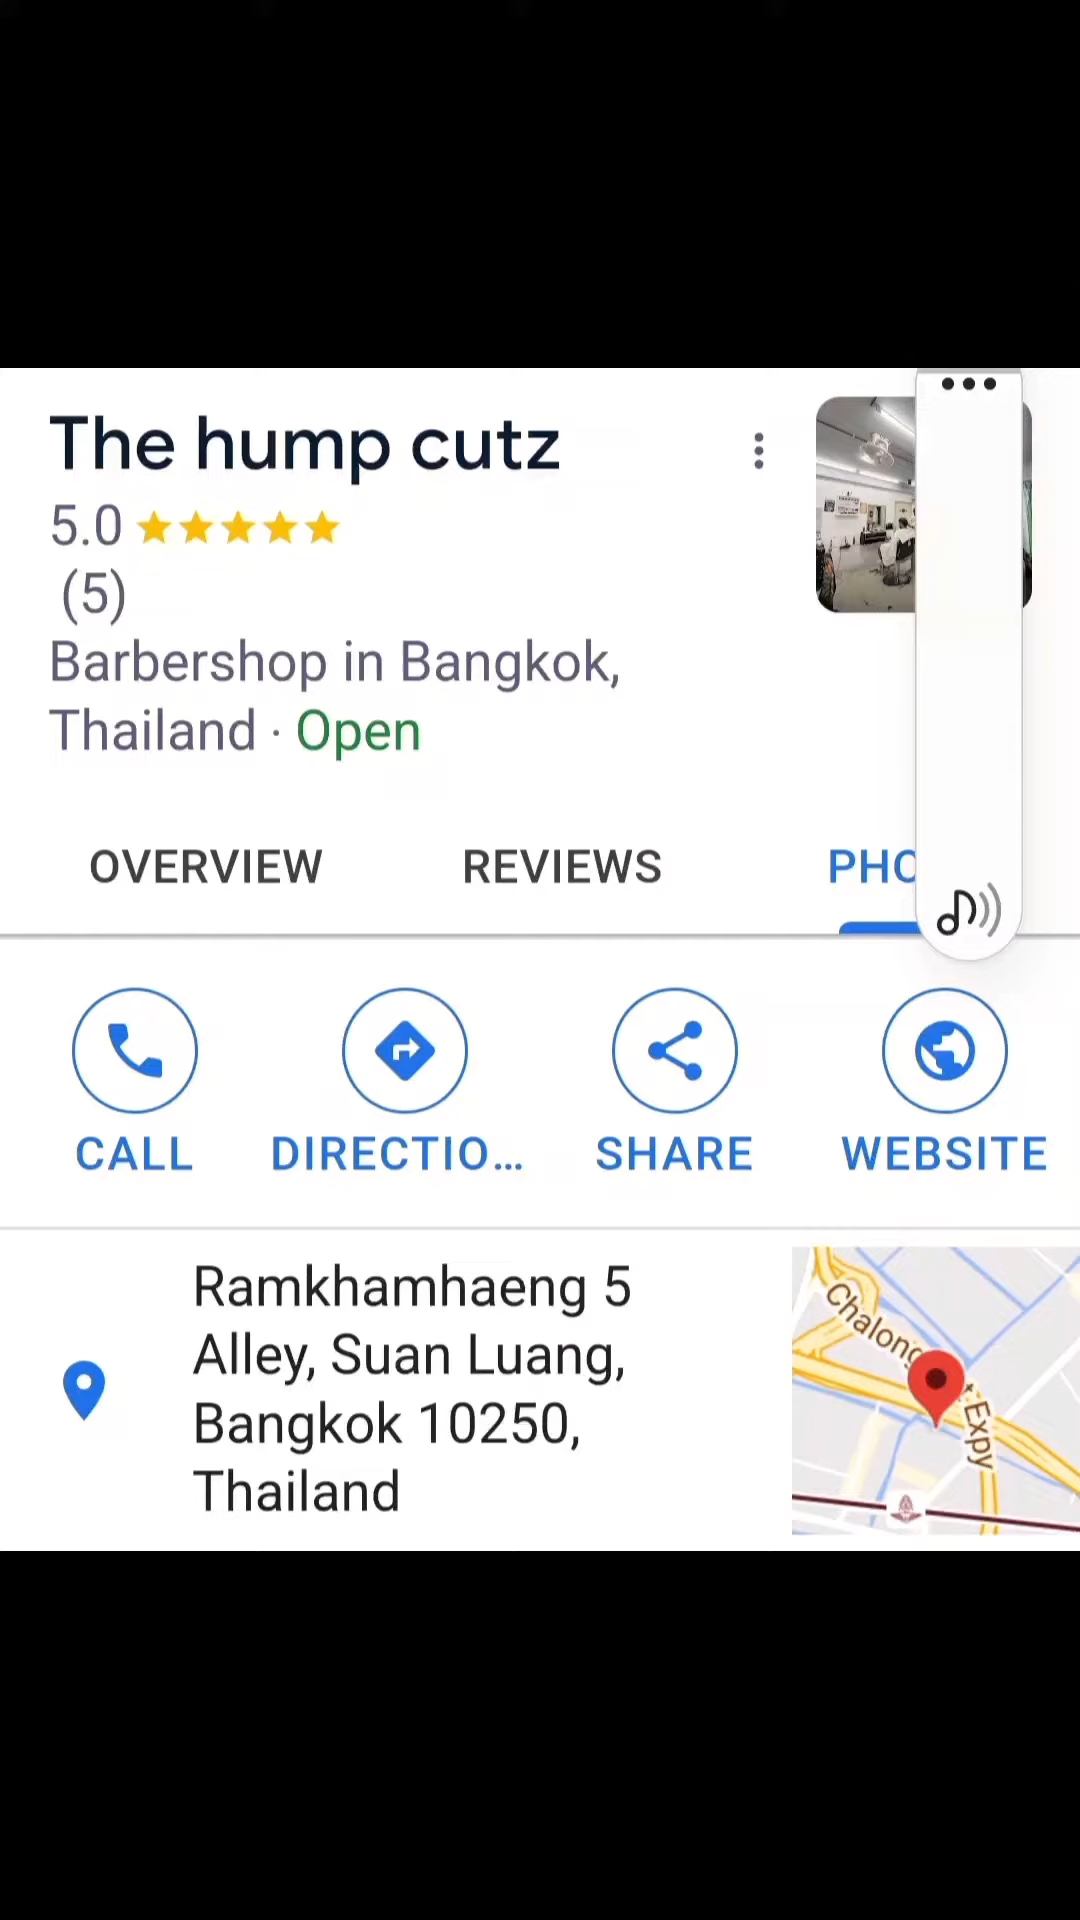 The hump cutz
5.0
(5)
Barbershop in Bangkok,
Thailand · Open
OVERVIEW REVIEWS PHO
CALL DIRECTIO... SHARE WEBSITE
Ramkhamhaeng 5
Alley, Suan Luang,
Bangkok 10250,
Thailand
Chalong
Expy